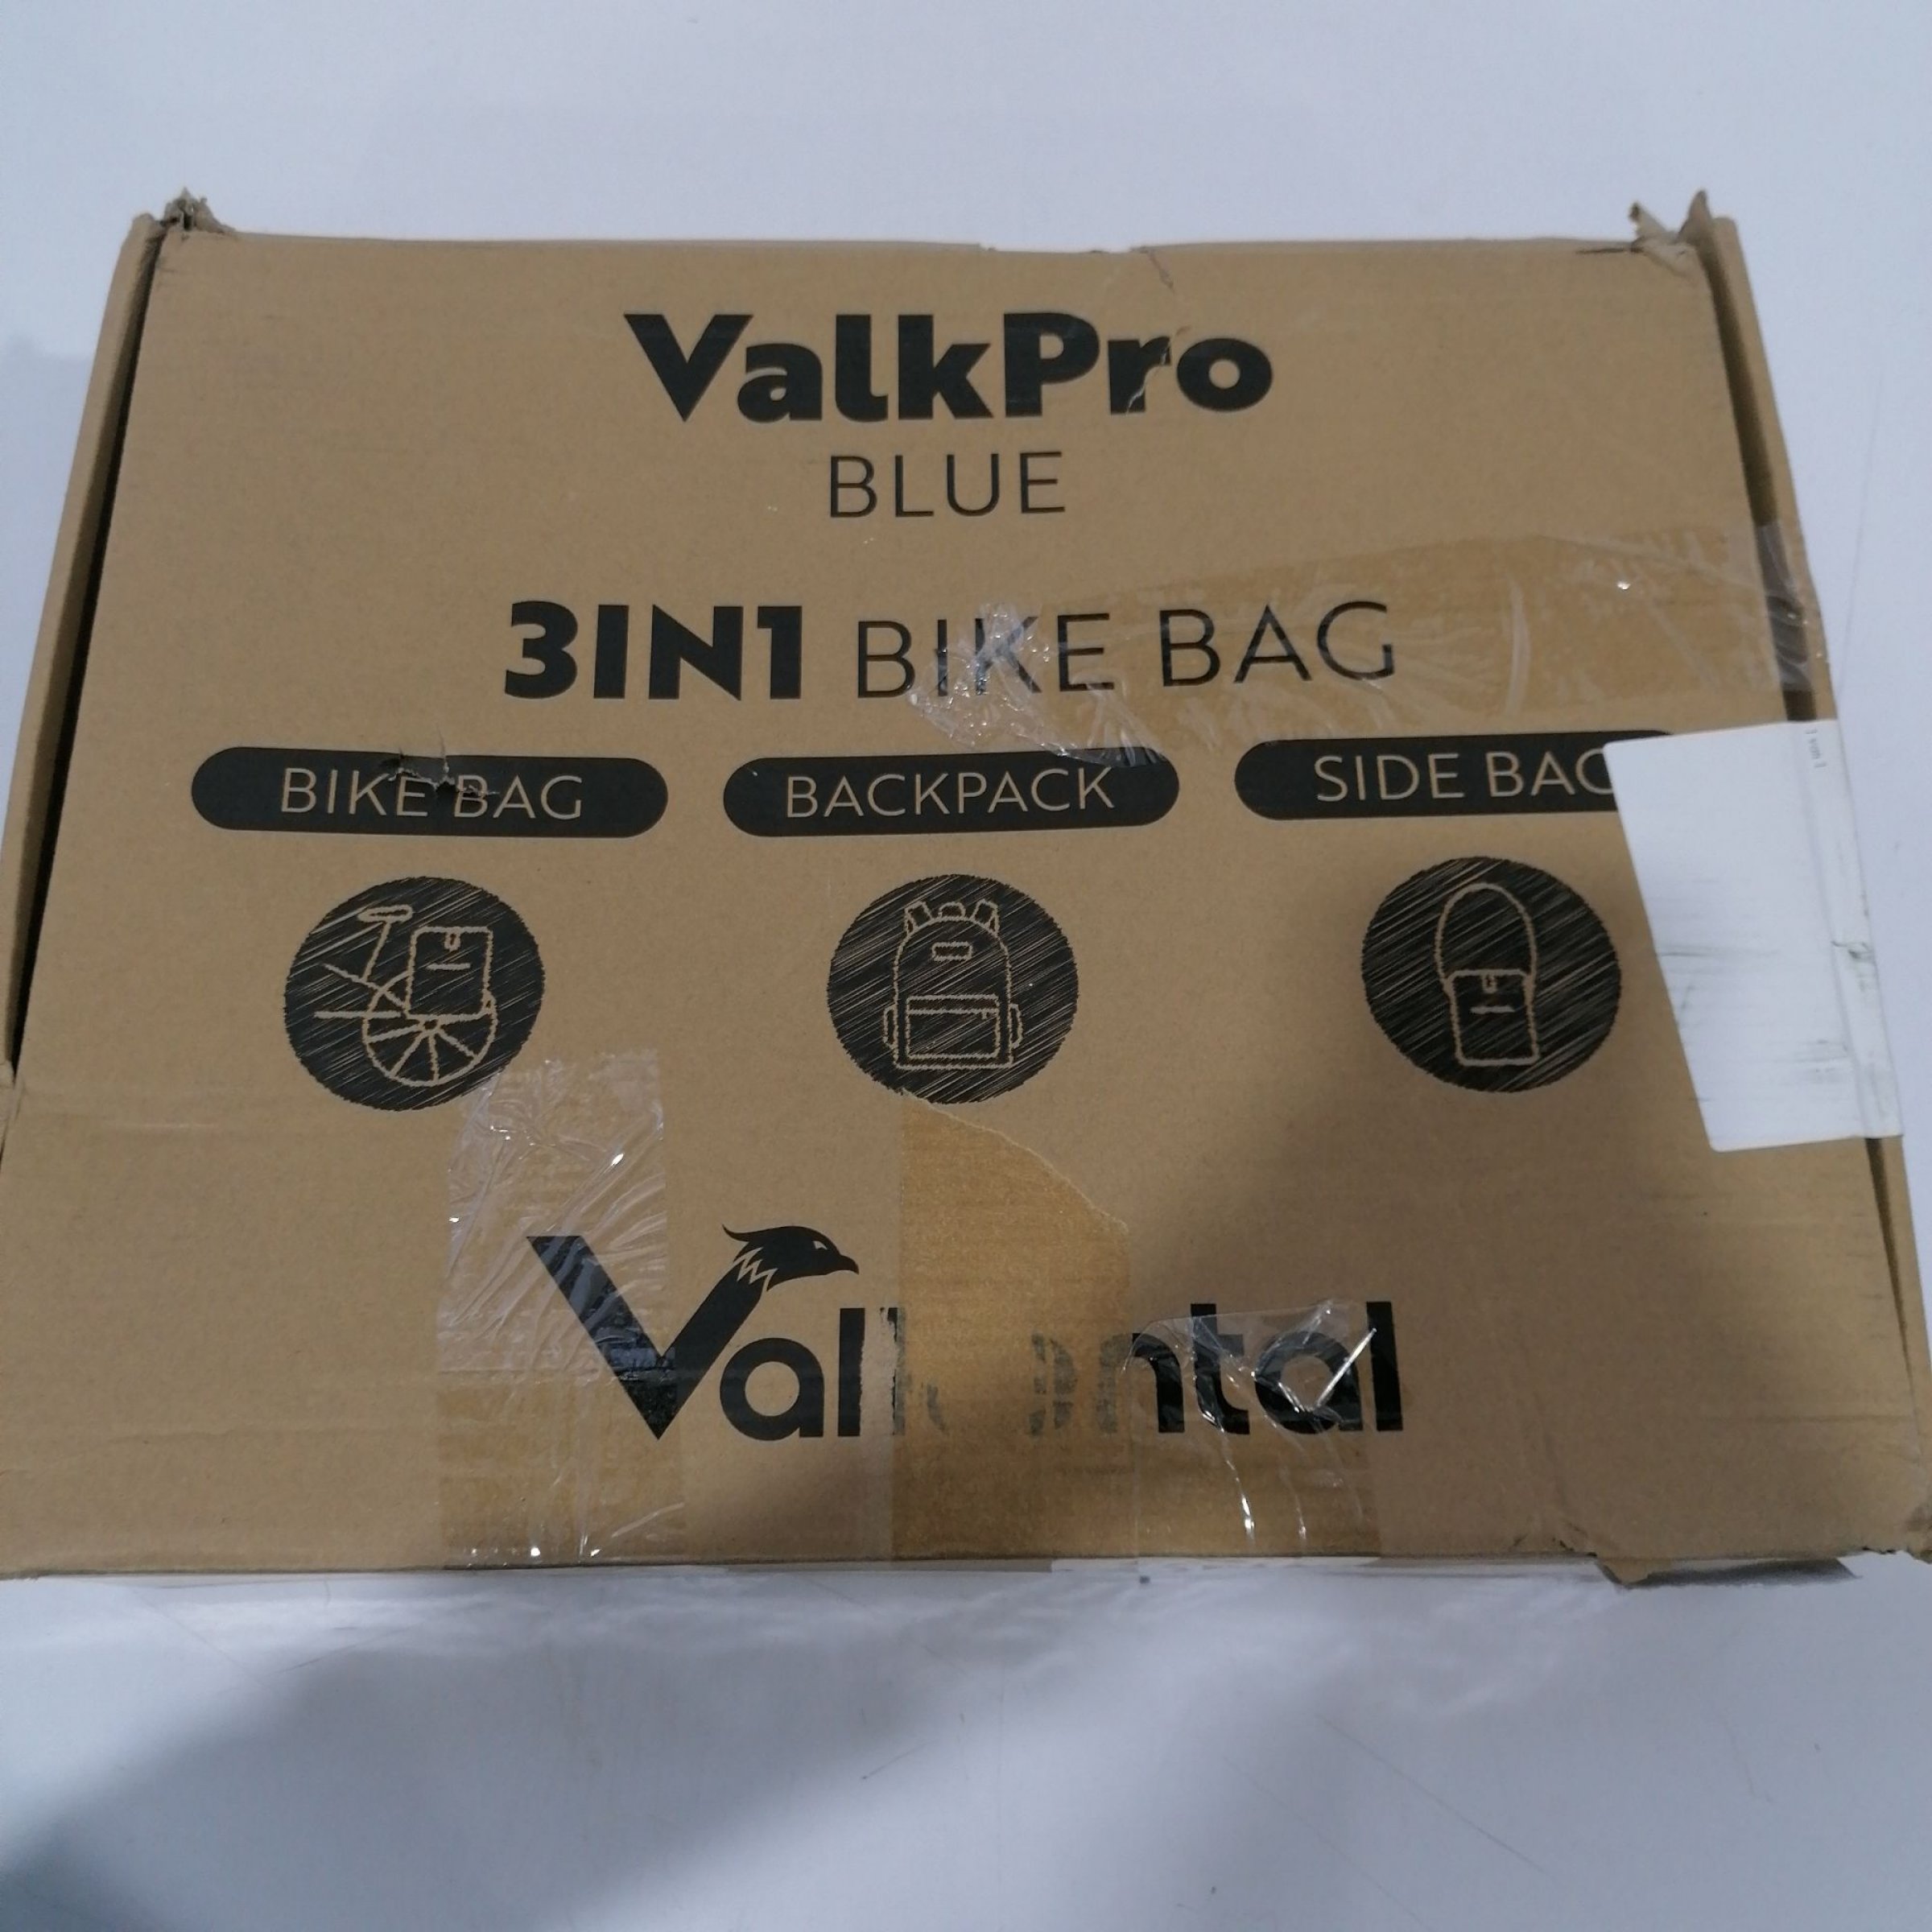 ValkPro
BLUE
3IN1 BIKE BAG
BIKE BAG
BACKPACK
SIDE BAG